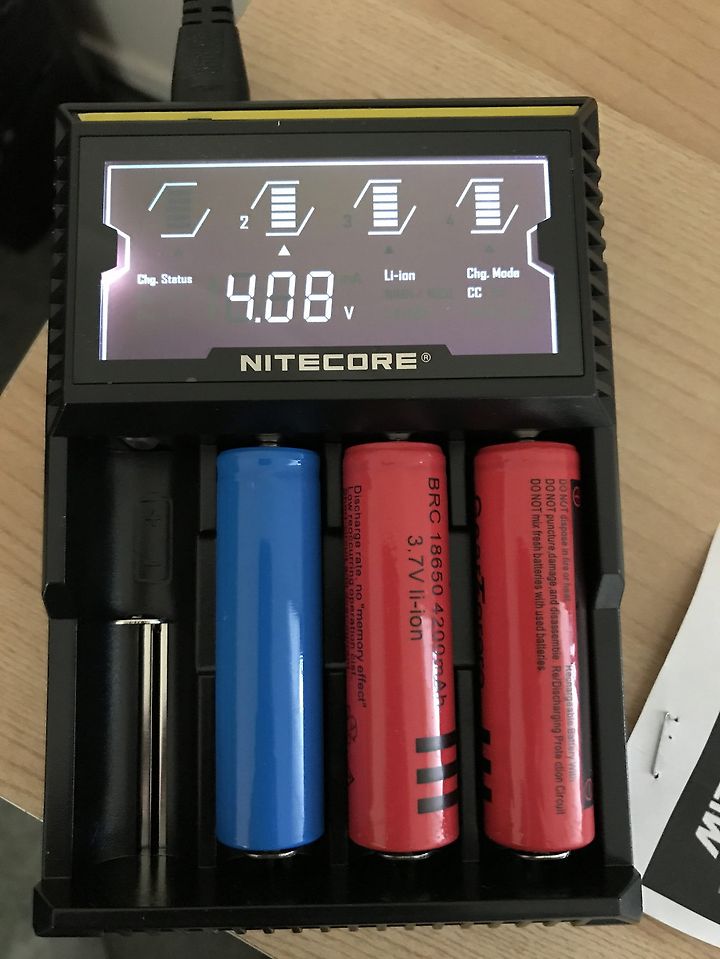 2
3
4
Chg. Status
4.08 V
Li-ion
Chg. Mode
CC
NITECORE®
BRC 18650 4200mAh
3.7V li-ion
Discharge rate, no "memory effect"
DO NOT dispose in fire or heat
DO NOT puncture,damage and disassemble
DO NOT mix fresh batteries with used batteries.
Rechargeable Battery With
Re/Discharging Protection Circuit